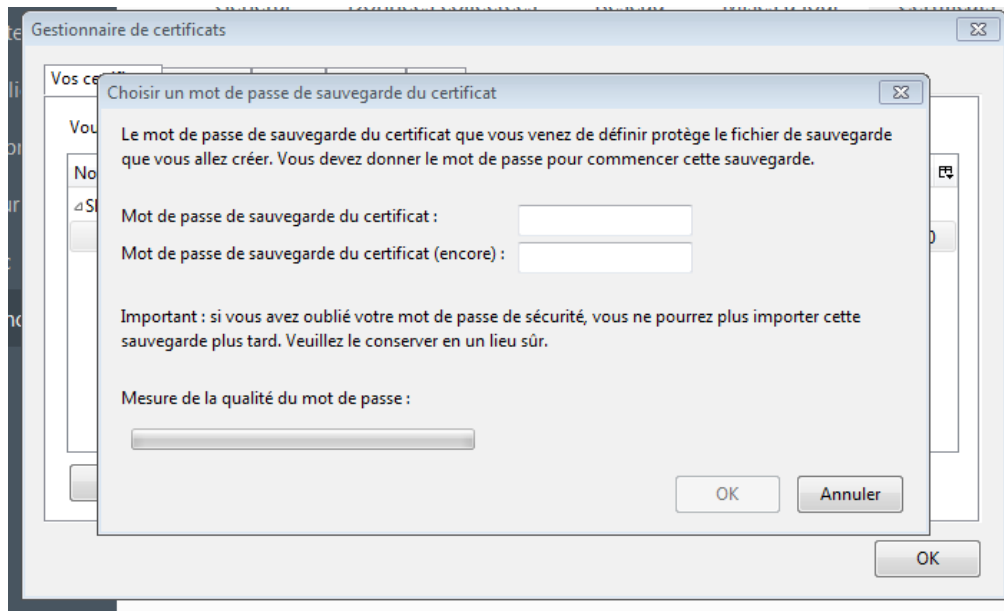 Gestionnaire de certificats
Vos ce
Choisir un mot de passe de sauvegarde du certificat
Vou
Le mot de passe de sauvegarde du certificat que vous venez de définir protège le fichier de sauvegarde
que vous allez créer. Vous devez donner le mot de passe pour commencer cette sauvegarde.
No
Mot de passe de sauvegarde du certificat :
Mot de passe de sauvegarde du certificat (encore) :
Important : si vous avez oublié votre mot de passe de sécurité, vous ne pourrez plus importer cette
sauvegarde plus tard. Veuillez le conserver en un lieu sûr.
Mesure de la qualité du mot de passe :
OK
Annuler
OK